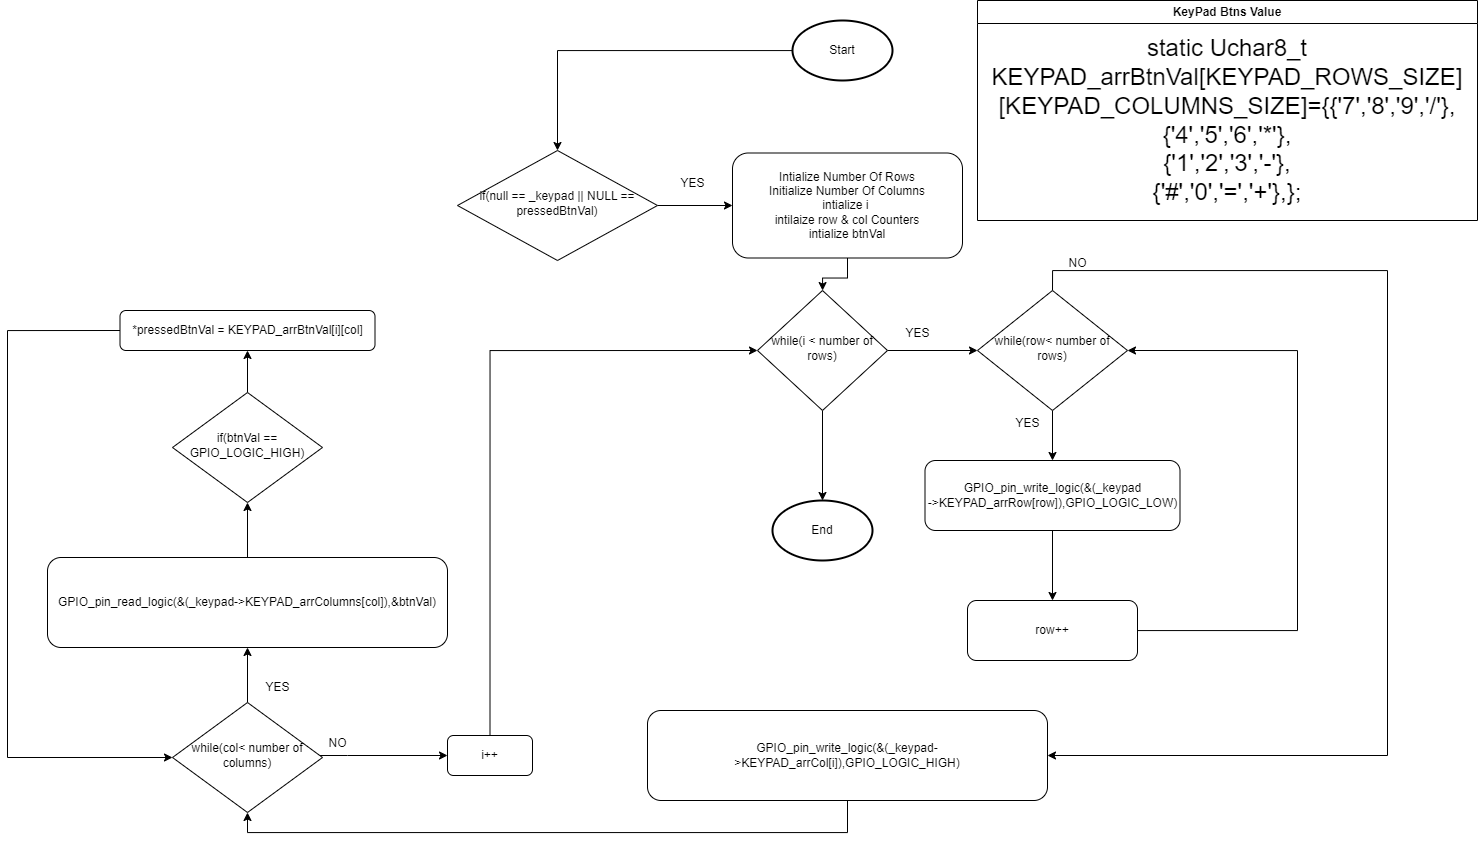 KeyPad Btns Value
static Uchar8_t
KEYPAD_arrBtnVal[KEYPAD_ROWS_SIZE]
[KEYPAD_COLUMNS_SIZE]={{'7','8','9','/'},
{'4','5','6','*'},
{'1','2','3','-'},
{'#','0','=','+'},};
Start
if(null == _keypad || NULL ==
pressedBtnVal)
YES
Intialize Number Of Rows
Initialize Number Of Columns
intialize i
intilaize row & col Counters
intialize btnVal
while(i < number of
rows)
YES
while(row< number of
rows)
NO
YES
GPIO_pin_write_logic(&(_keypad
->KEYPAD_arrRow[row]),GPIO_LOGIC_LOW)
row++
End
GPIO_pin_write_logic(&(_keypad-
>KEYPAD_arrCol[i]),GPIO_LOGIC_HIGH)
while(col< number of
columns)
NO
i++
YES
GPIO_pin_read_logic(&(_keypad->KEYPAD_arrColumns[col]),&btnVal)
if(btnVal ==
GPIO_LOGIC_HIGH)
*pressedBtnVal = KEYPAD_arrBtnVal[i][col]